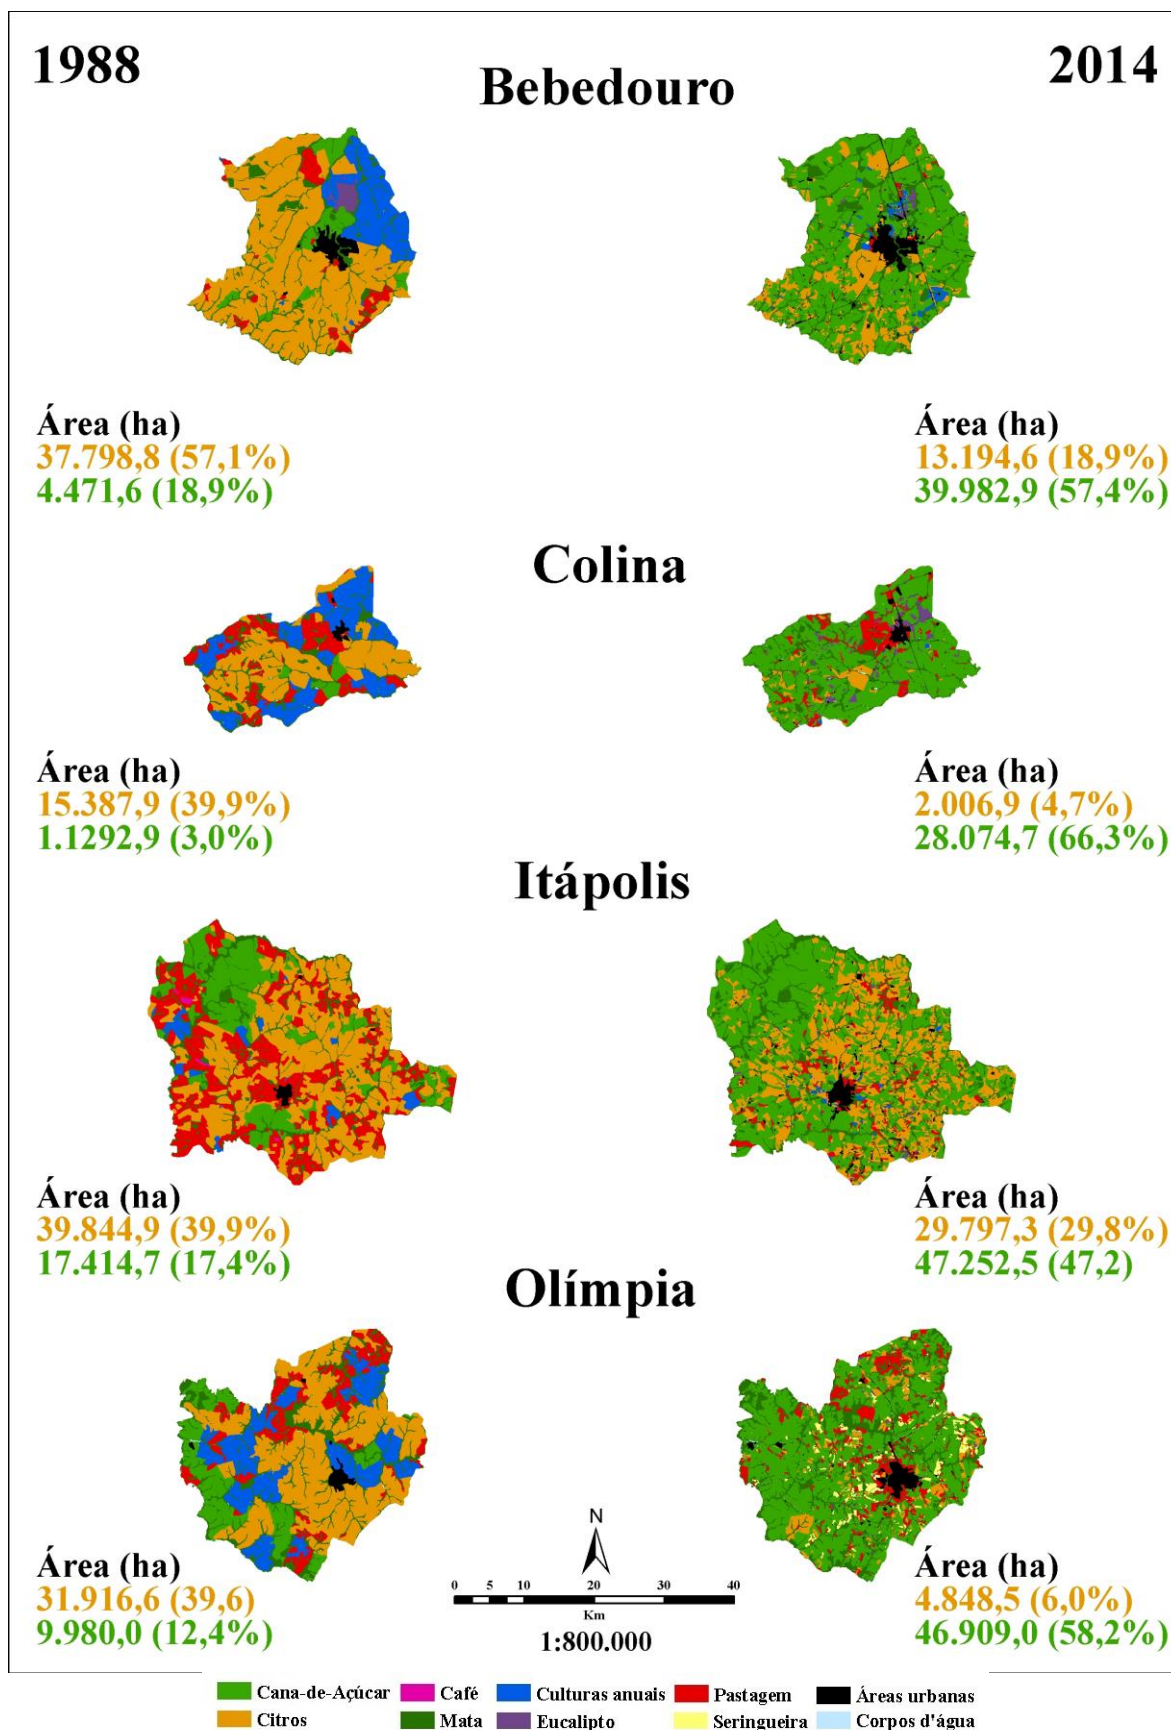 1988
2014
Bebedouro
Área (ha)
37.798,8 (57,1%)
4.471,6 (18,9%)
Área (ha)
13.194,6 (18,9%)
39.982,9 (57,4%)
Colina
Área (ha)
15.387,9 (39,9%)
1.1292,9 (3,0%)
Área (ha)
2.006,9 (4,7%)
28.074,7 (66,3%)
Itápolis
Área (ha)
39.844,9 (39,9%)
17.414,7 (17,4%)
Área (ha)
29.797,3 (29,8%)
47.252,5 (47,2)
Olímpia
Área (ha)
31.916,6 (39,6)
9.980,0 (12,4%)
N
0 5 10 20 30 40
Km
1:800.000
Área (ha)
4.848,5 (6,0%)
46.909,0 (58,2%)
Cana-de-Açúcar Café Culturas anuais Pastagem Áreas urbanas
Citros Mata Eucalipto Seringueira Corpos d'água